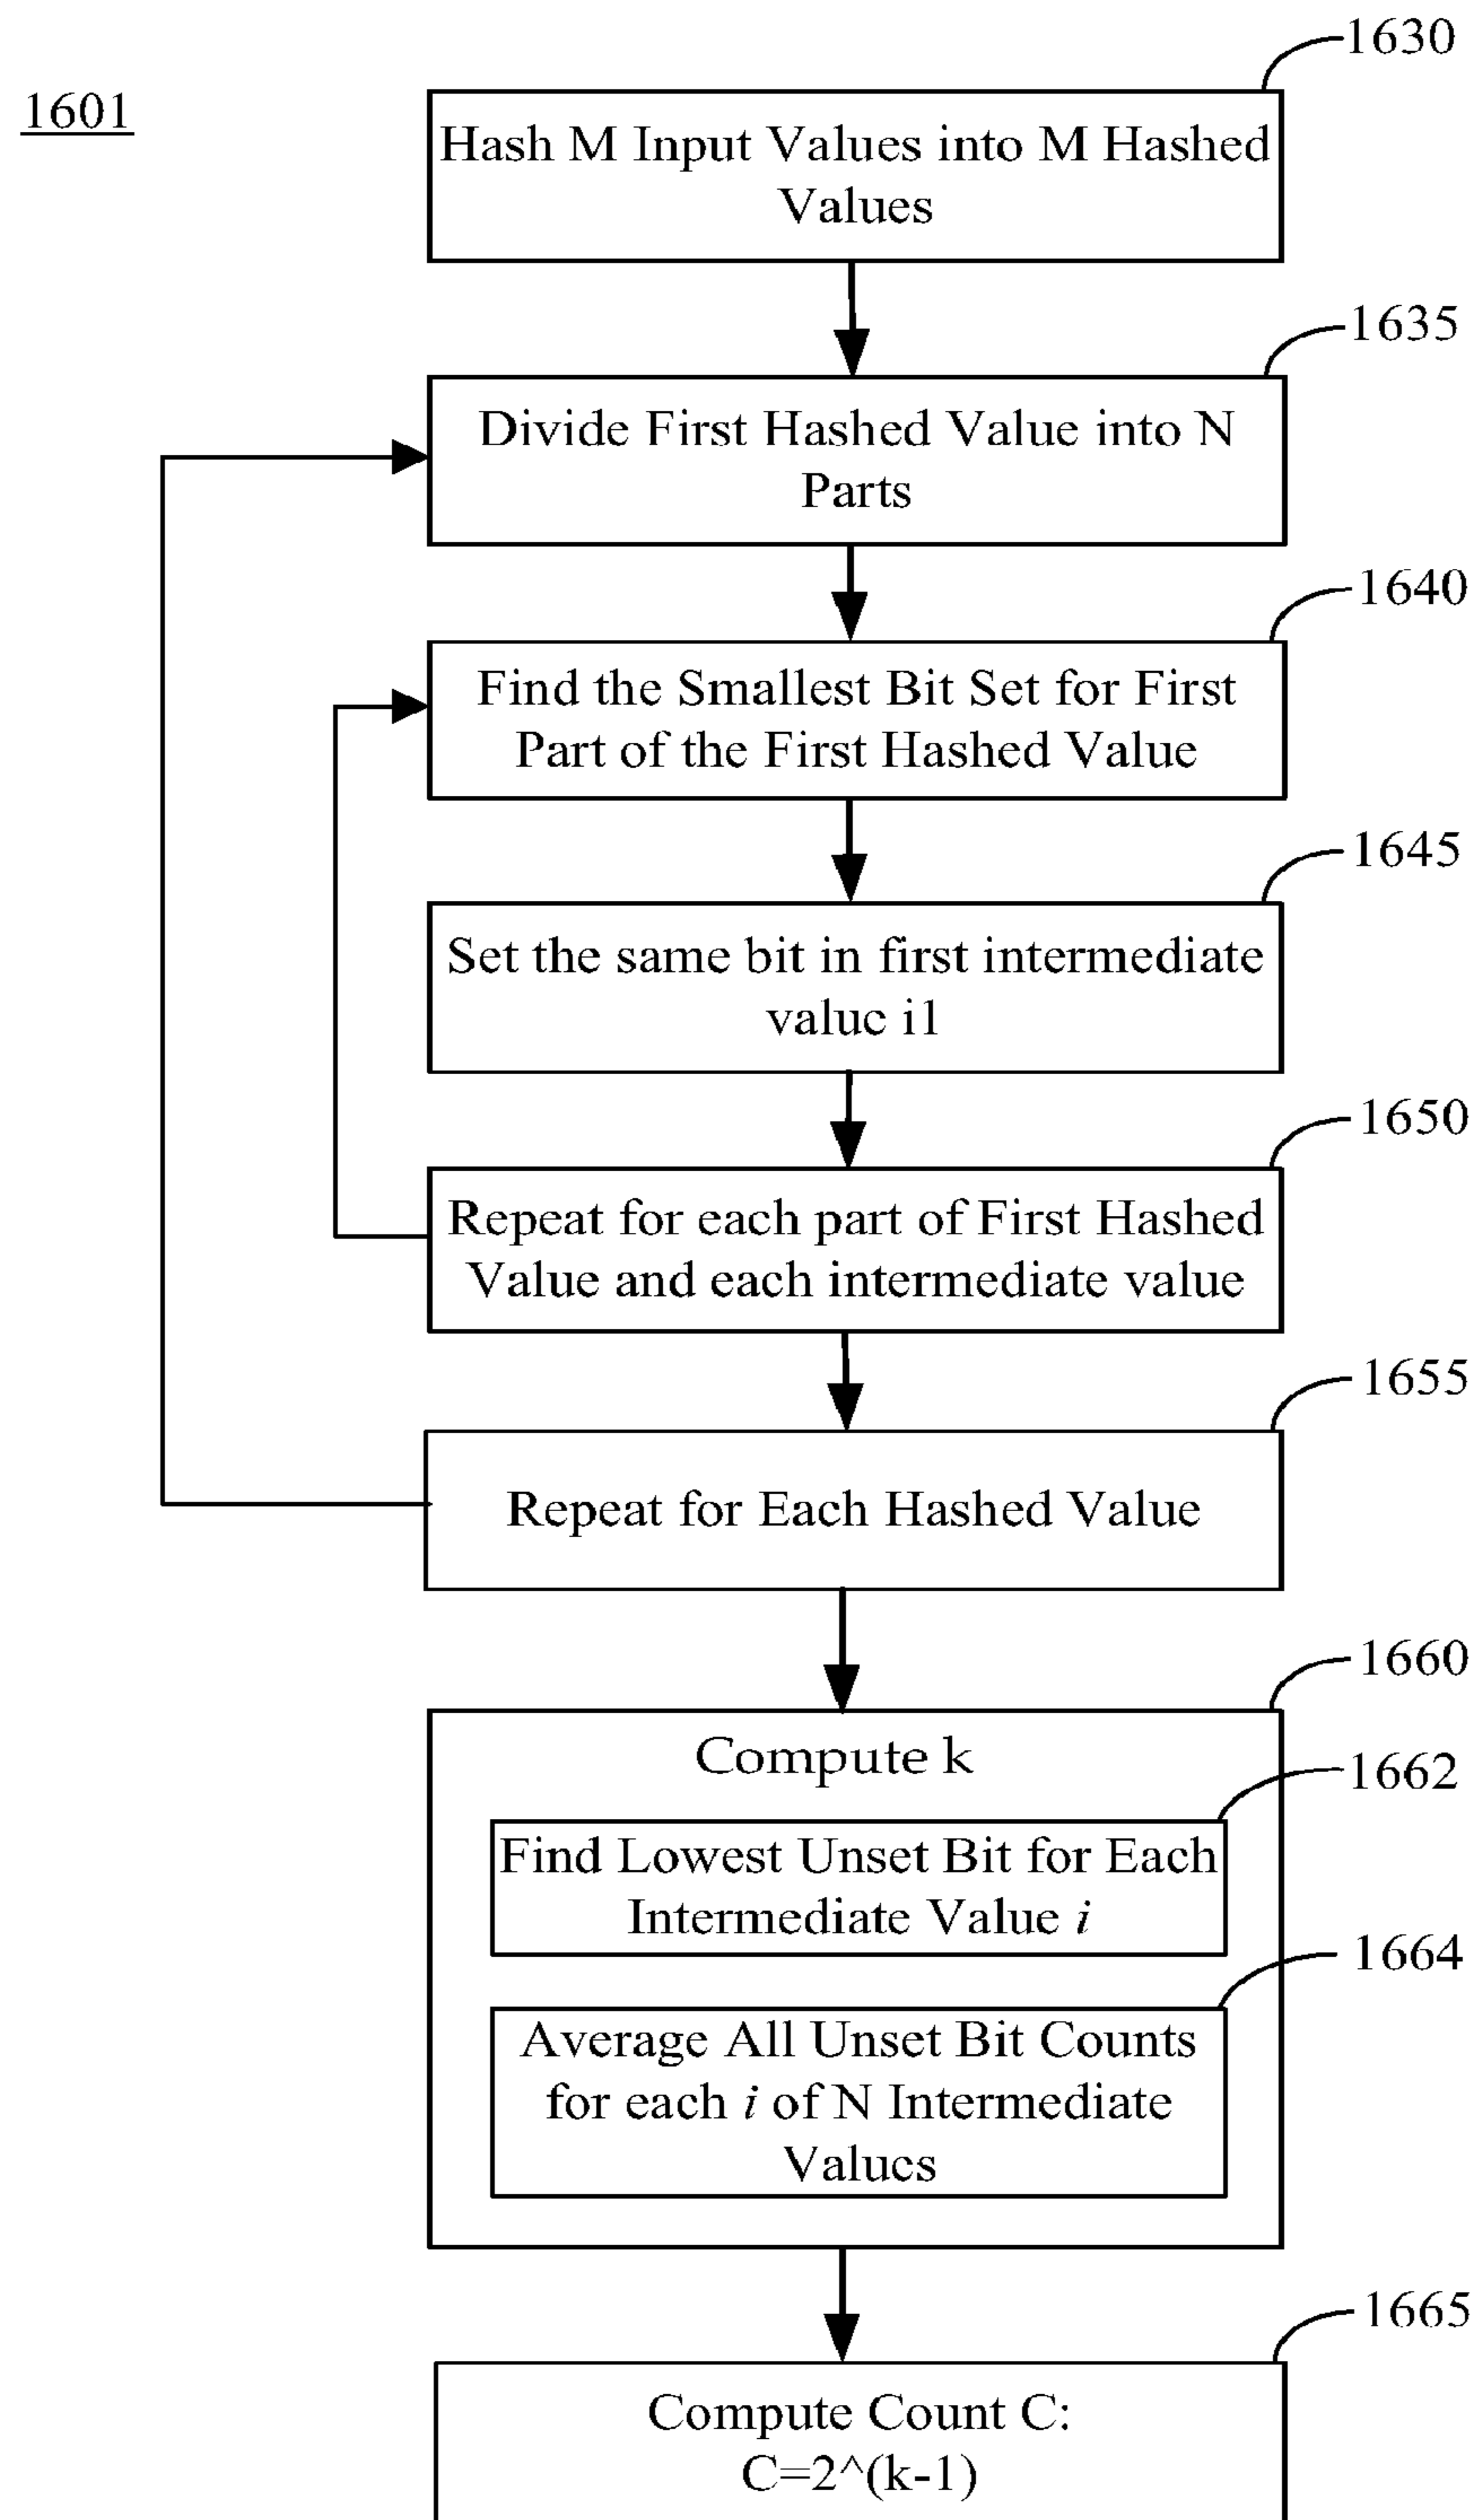 1601
1630
Hash M Input Values into M Hashed
Values
1635
Divide First Hashed Value into N
Parts
1640
Find the Smallest Bit Set for First
Part of the First Hashed Value
1645
Set the same bit in first intermediate
value i1
1650
Repeat for each part of First Hashed
Value and each intermediate value
1655
Repeat for Each Hashed Value
1660
Compute k
1662
Find Lowest Unset Bit for Each
Intermediate Value i
1664
Average All Unset Bit Counts
for each i of N Intermediate
Values
1665
Compute Count C:
C=2^(k-1)